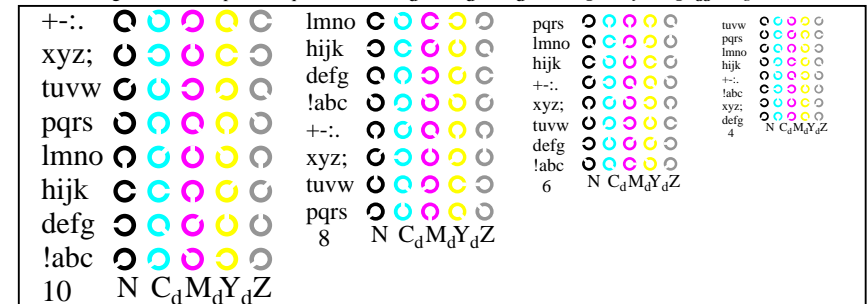 +-:.
xyz;
tuvw
pqrs
lmno
hijk
defg
!abc
10 N CdMdYdZ
lmno
hijk
defg
!abc
+-:.
xyz;
tuvw
pqrs
8 N CdMdYdZ
pqrs
lmno
hijk
+-:.
xyz;
tuvw
defg
!abc
6 N CdMdYdZ
tuvw
pqrs
lmno
hijk
+-:.
!abc
xyz;
defg
4 N CdMdYdZ